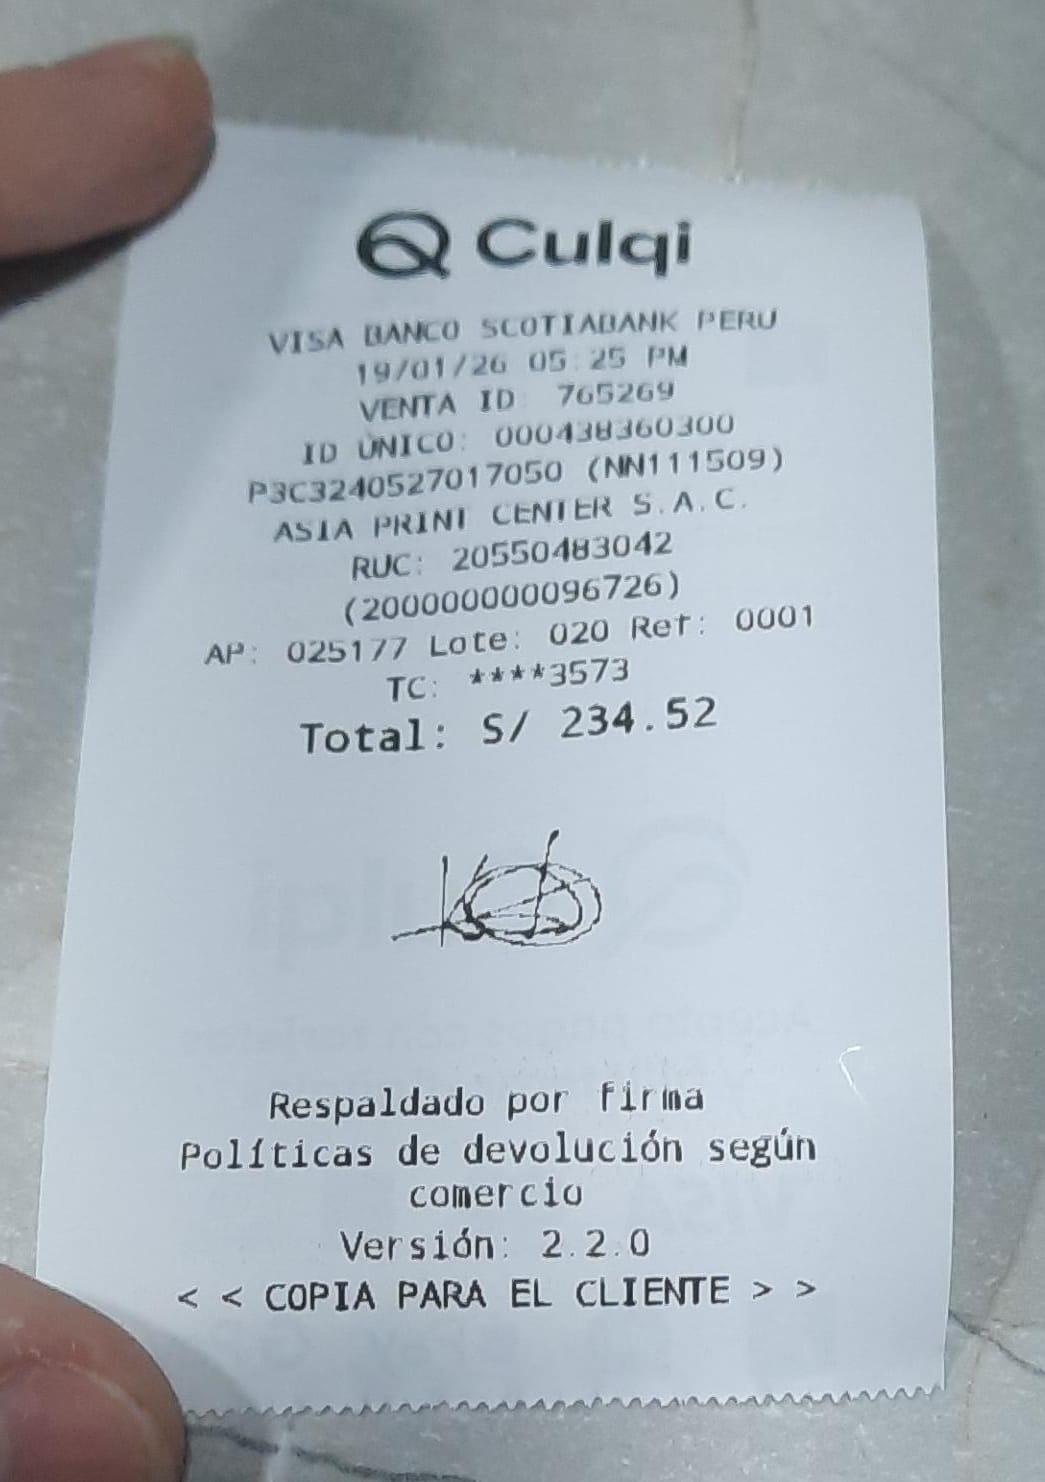 Culqi
VISA BANCO SCOTIABANK PERU
19/01/26 05:25 PM
VENTA ID: 765269
ID ÚNICO: 000438360300
P3C3240527017050 (NN111509)
ASIA PRINT CENTER S.A.C.
RUC: 20550483042
(200000000096726)
AP: 025177 Lote: 020 Ref: 0001
TC: ****3573
Total: S/ 234.52
Respaldado por firma
Políticas de devolución según
comercio
Versión: 2.2.0
< < COPIA PARA EL CLIENTE > >